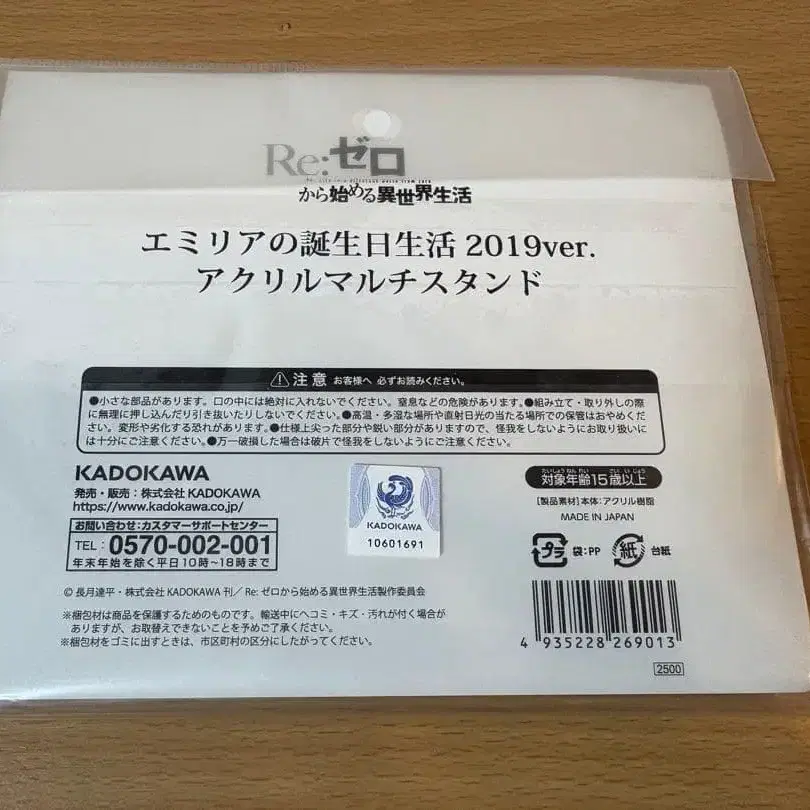 Re:ゼロ
から始める異世界生活
エミリアの誕生日生活 2019ver.
アクリルマルチスタンド
注意 お客様へ 必ずお読みください。
●小さな部品があります。口の中には絶対に入れないでください。窒息などの危険があります。●組み立て・取り外しの際
に無理に押し込んだり引き抜いたりしないでください。●高温・多湿な場所や直射日光の当たる場所での保管はおやめくだ
さい。変形や劣化する恐れがあります。●仕様上尖った部分や鋭い部分がありますので、怪我をしないようにお取り扱いに
は十分にご注意ください。●万一破損した場合は破片で怪我をしないようにご注意ください。
KADOKAWA
発売・販売:株式会社 KADOKAWA
https://www.kadokawa.co.jp/
お問い合わせ:カスタマーサポートセンター
TEL: 0570-002-001
年末年始を除く平日10時~18時まで
KADOKAWA
10601691
たいしょうねんれい さい いじょう
対象年齢15歳以上
[製品素材] 本体:アクリル樹脂
MADE IN JAPAN
プラ 袋:PP 紙 台紙
© 長月達平・株式会社 KADOKAWA 刊/Re: ゼロから始める異世界生活製作委員会
※梱包材は商品を保護するためのものです。輸送中にヘコミ・キズ・汚れが付く場合が
ありますが、お取替えできないことを予めご了承ください。
※梱包材をゴミに出すときは、市区町村の区分にしたがってください。
4 935228 269013
2500